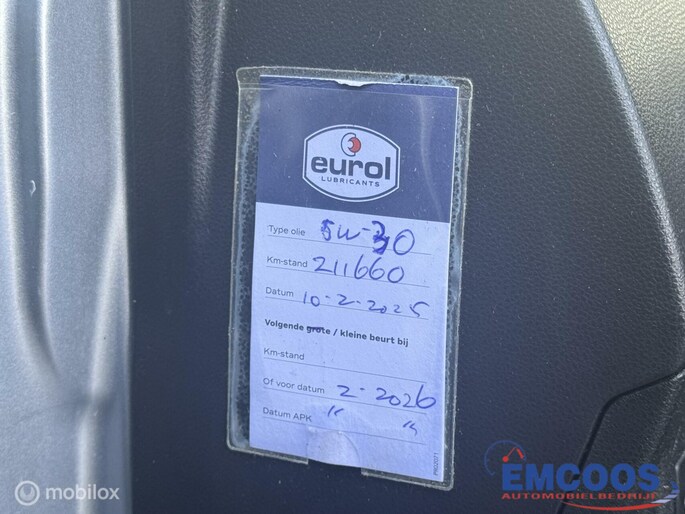 eurol
LUBRICANTS
Type olie 5W-30
Km-stand 211660
Datum 10-2-2025
Volgende grote / kleine beurt bij
Km-stand
Of voor datum 2-2026
Datum APK " "
EMCOOS
AUTOMOBIELBEDRIJF
mobilox